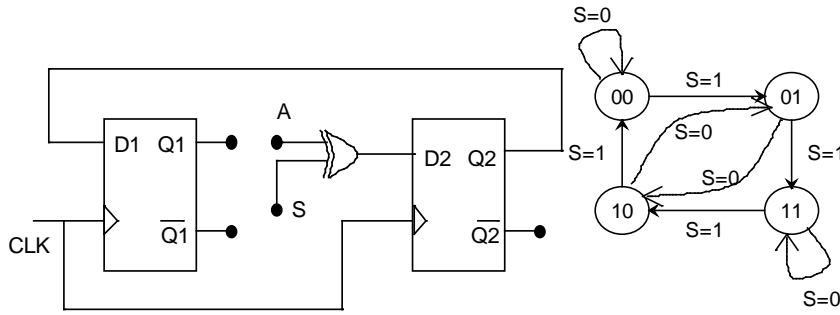 S=0
S=1
00
01
A
D1 Q1
D2 Q2
S=0
S=1
S=1
S=0
S
10
11
CLK
Q1
Q2
S=1
S=0